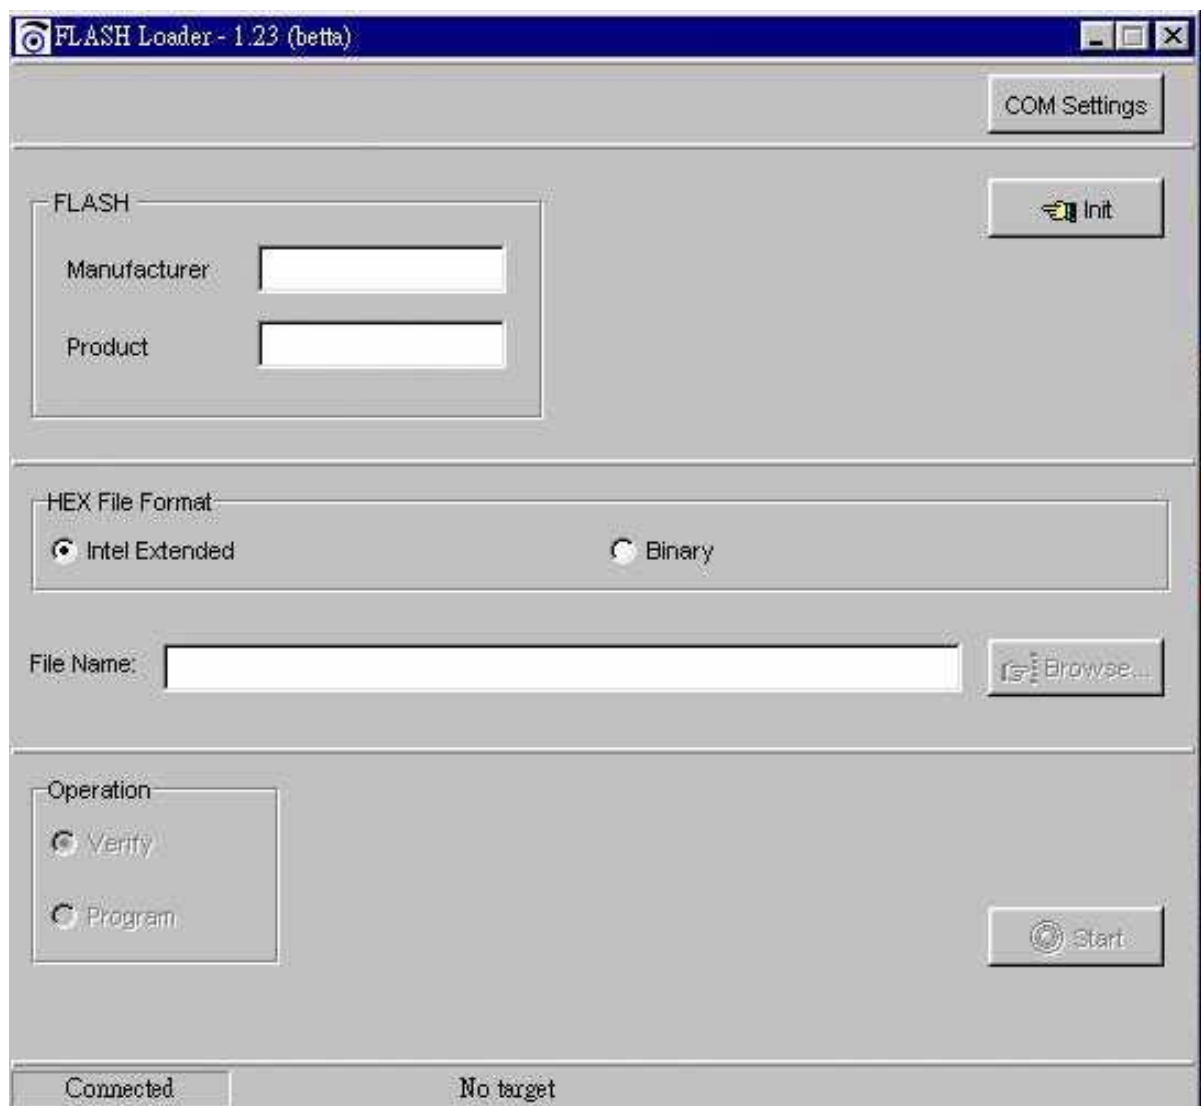 FLASH Loader - 1.23 (betta)
COM Settings
FLASH
Init
Manufacturer
Product
HEX File Format
Intel Extended
Binary
File Name:
Browse...
Operation
Verify
Program
Start
Connected
No target